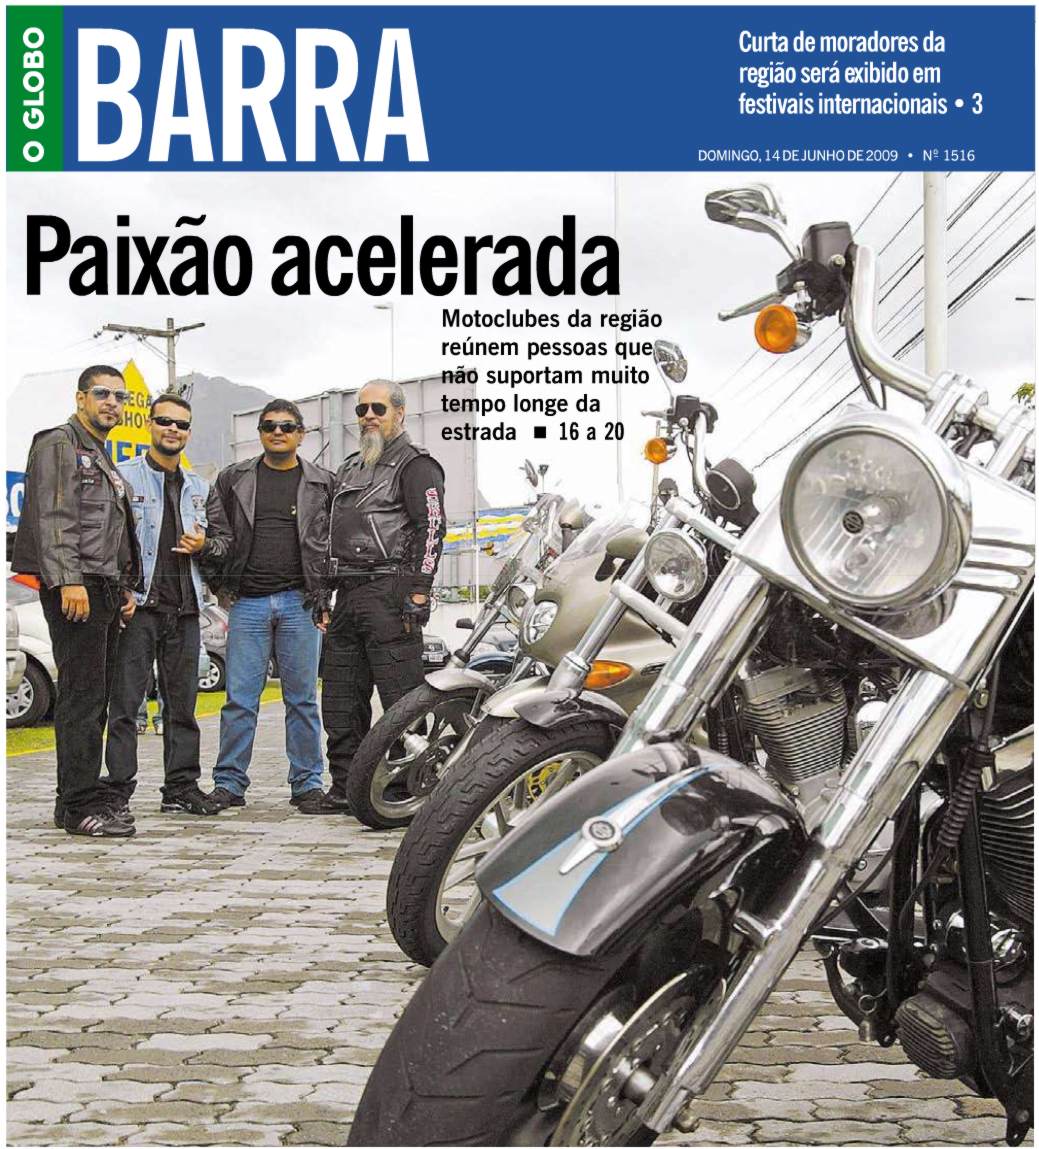 O GLOBO
BARRA
Curta de moradores da
região será exibido em
festivais internacionais • 3
DOMINGO, 14 DE JUNHO DE 2009 • Nº 1516
Paixão acelerada
Motoclubes da região
reúnem pessoas que
não suportam muito
tempo longe da
estrada ■ 16 a 20
SHOW
SKULLS